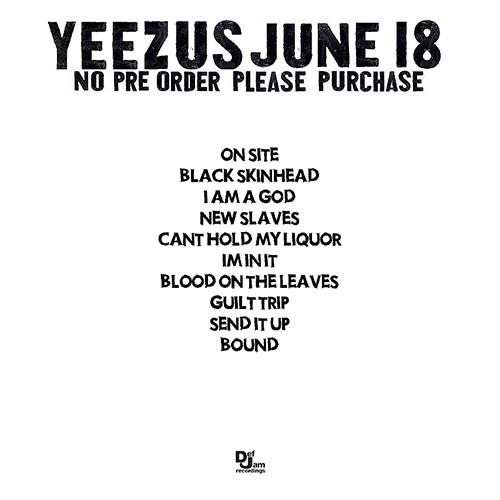 YEEZUS JUNE 18
NO PRE ORDER PLEASE PURCHASE
ON SITE
BLACK SKINHEAD
I AM A GOD
NEW SLAVES
CANT HOLD MY LIQUOR
IM IN IT
BLOOD ON THE LEAVES
GUILT TRIP
SEND IT UP
BOUND
Def
Jam
recordings